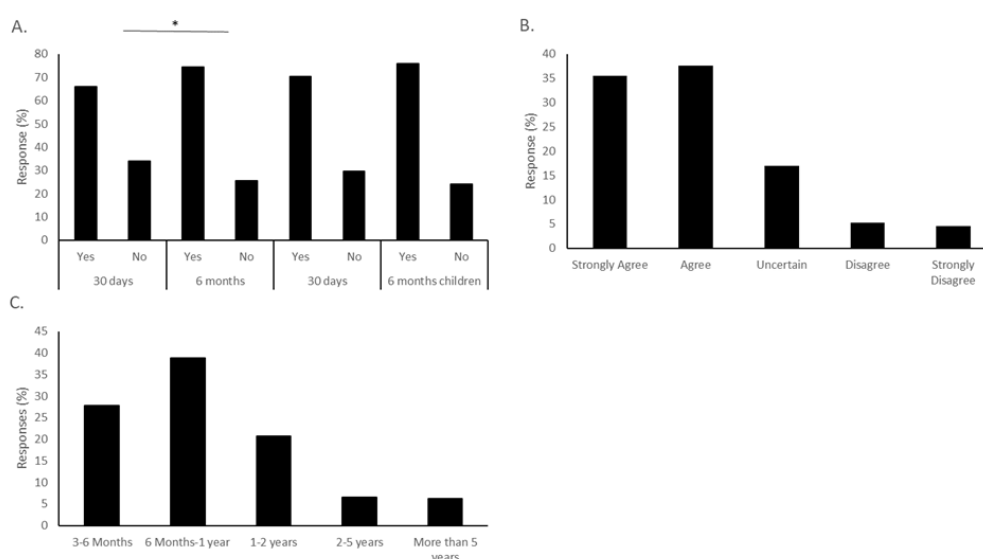 A.
*
Response (%)
80
70
60
50
40
30
20
10
0
Yes No Yes No Yes No Yes No
30 days 6 months 30 days 6 months children
B.
Response (%)
40
35
30
25
20
15
10
5
0
Strongly Agree Agree Uncertain Disagree Strongly
Disagree
C.
Responses (%)
45
40
35
30
25
20
15
10
5
0
3-6 Months 6 Months-1 year 1-2 years 2-5 years More than 5
years